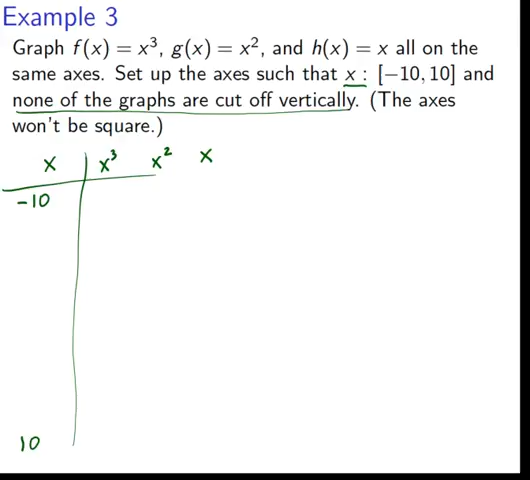 Example 3
Graph f(x) = x³, g(x) = x², and h(x) = x all on the
same axes. Set up the axes such that x : [−10, 10] and
none of the graphs are cut off vertically. (The axes
won't be square.)
x x³ x² x
−10
10